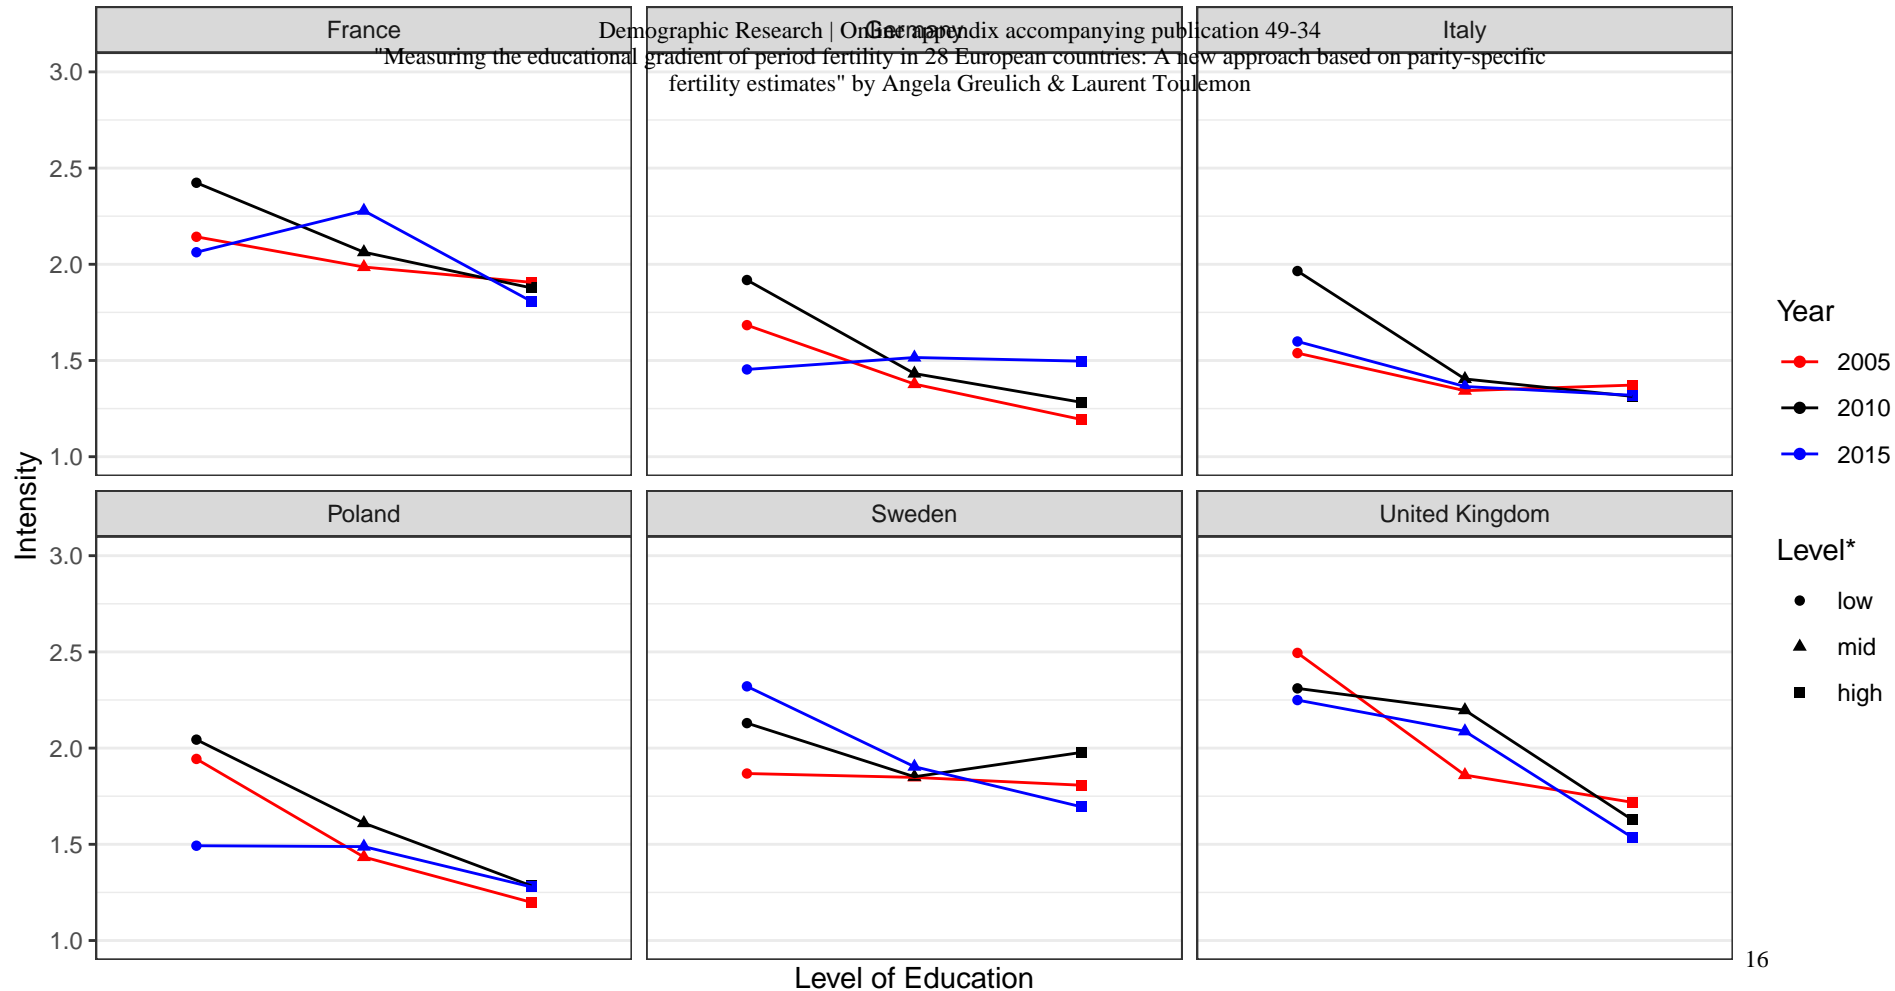 Demographic Research | Online appendix accompanying publication 49-34
"Measuring the educational gradient of period fertility in 28 European countries: A new approach based on parity-specific
fertility estimates" by Angela Greulich & Laurent Toulemon
France
Germany
Italy
3.0
2.5
2.0
1.5
1.0
Poland
Sweden
United Kingdom
3.0
2.5
2.0
1.5
1.0
Intensity
Level of Education
Year
2005
2010
2015
Level*
low
mid
high
16